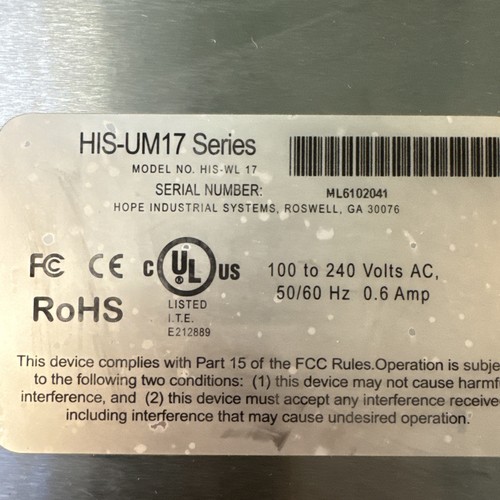 HIS-UM17 Series
MODEL NO. HIS-WL 17
SERIAL NUMBER: ML6102041
HOPE INDUSTRIAL SYSTEMS, ROSWELL, GA 30076
FC CE C UL US ®
LISTED
I.T.E.
E212889
RoHS
100 to 240 Volts AC,
50/60 Hz 0.6 Amp
This device complies with Part 15 of the FCC Rules.Operation is subje
to the following two conditions: (1) this device may not cause harmf
interference, and (2) this device must accept any interference receive
including interference that may cause undesired operation.